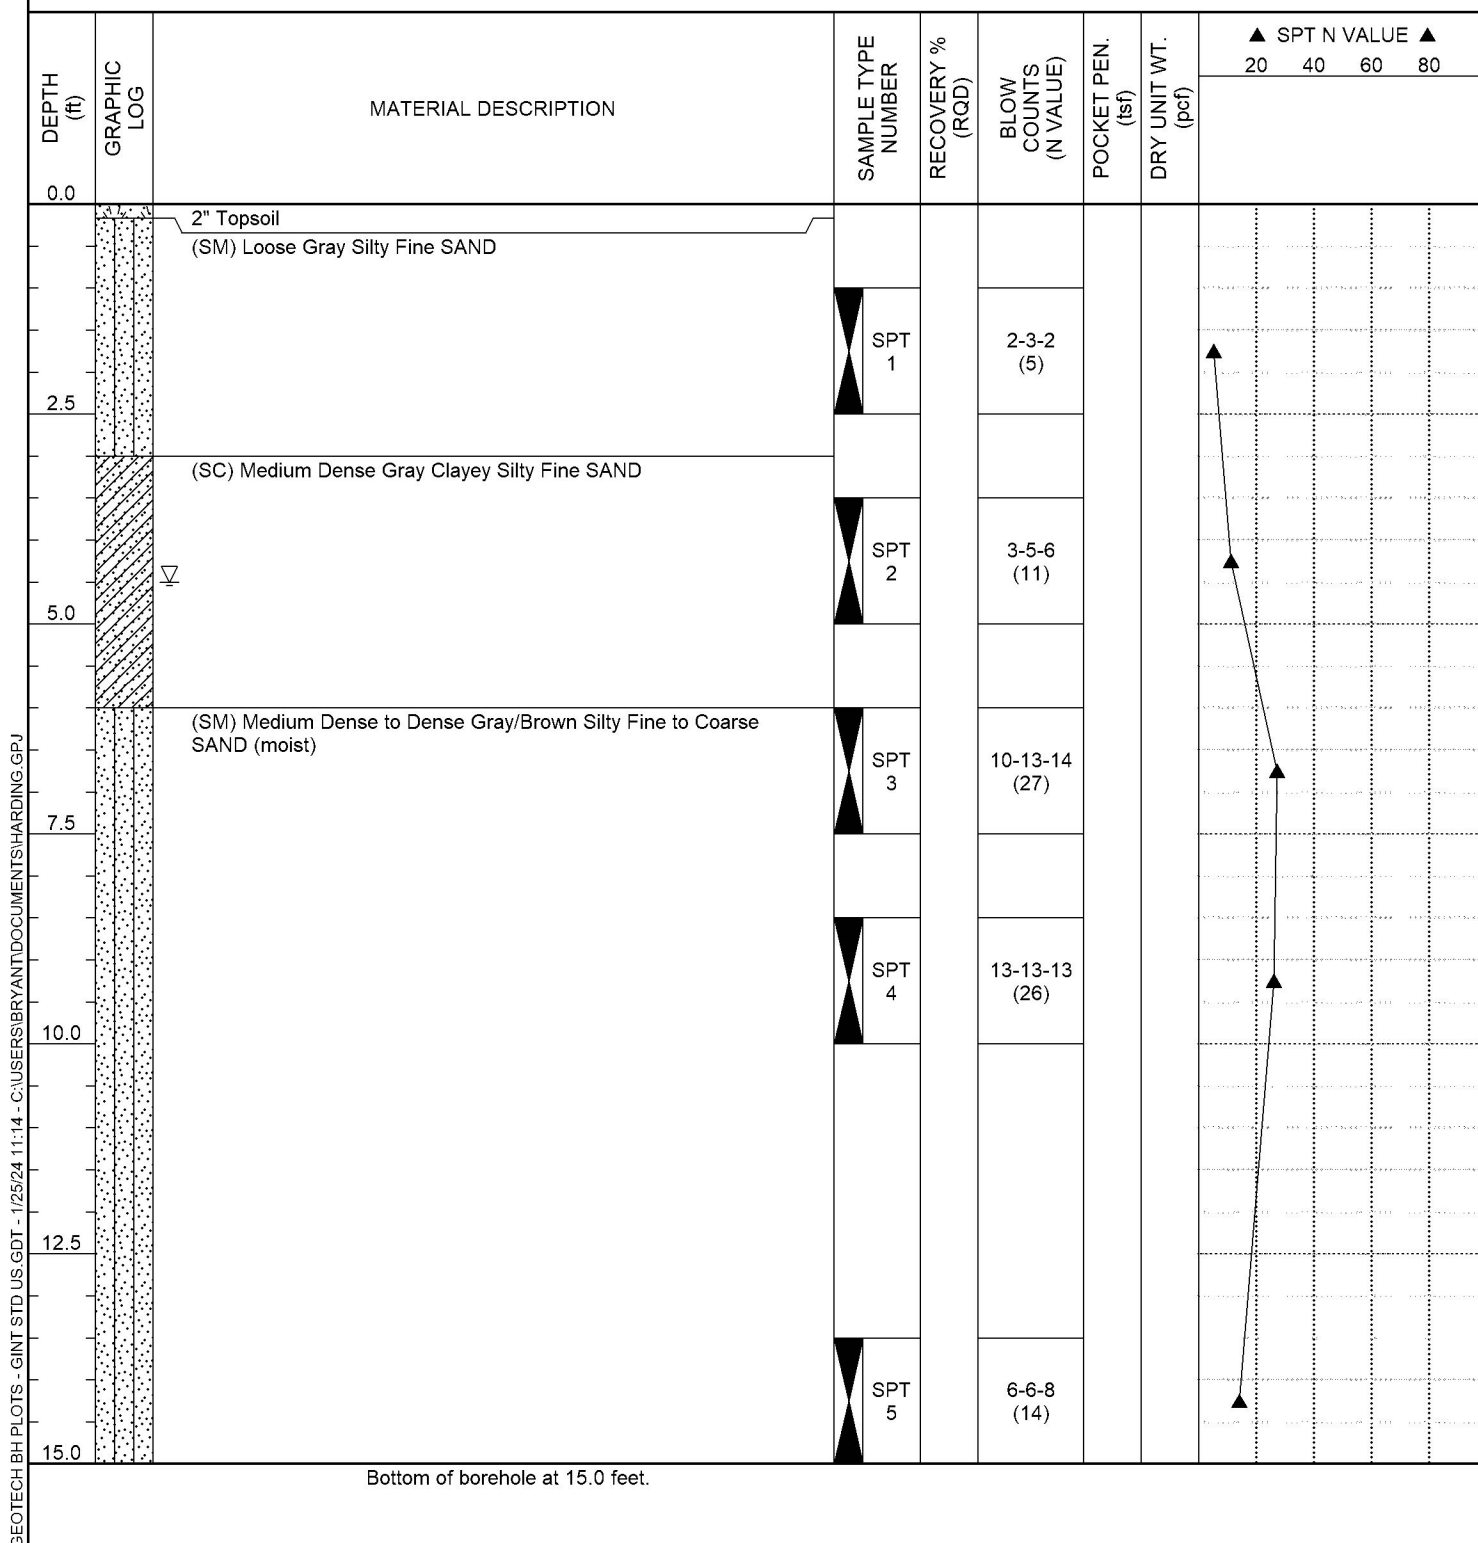 DEPTH
(ft)
GRAPHIC
LOG
MATERIAL DESCRIPTION
SAMPLE TYPE
NUMBER
RECOVERY %
(RQD)
BLOW
COUNTS
(N VALUE)
POCKET PEN.
(tsf)
DRY UNIT WT.
(pcf)
▲ SPT N VALUE ▲
20 40 60 80
0.0
2" Topsoil
(SM) Loose Gray Silty Fine SAND
SPT
1
2-3-2
(5)
2.5
(SC) Medium Dense Gray Clayey Silty Fine SAND
SPT
2
3-5-6
(11)
5.0
(SM) Medium Dense to Dense Gray/Brown Silty Fine to Coarse
SAND (moist)
SPT
3
10-13-14
(27)
7.5
SPT
4
13-13-13
(26)
10.0
12.5
SPT
5
6-6-8
(14)
15.0
Bottom of borehole at 15.0 feet.
GEOTECH BH PLOTS - GINT STD US.GDT - 1/25/24 11:14 - C:\USERS\BRYANT\DOCUMENTS\HARDING.GPJ